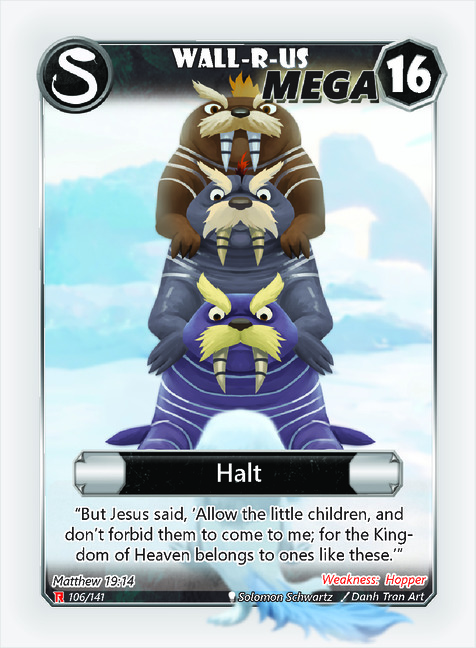 S
WALL-R-US
MEGA
16
Halt
“But Jesus said, ‘Allow the little children, and
don’t forbid them to come to me; for the King-
dom of Heaven belongs to ones like these.’”
Matthew 19:14
Weakness: Hopper
R 106/141
Solomon Schwartz
Danh Tran Art